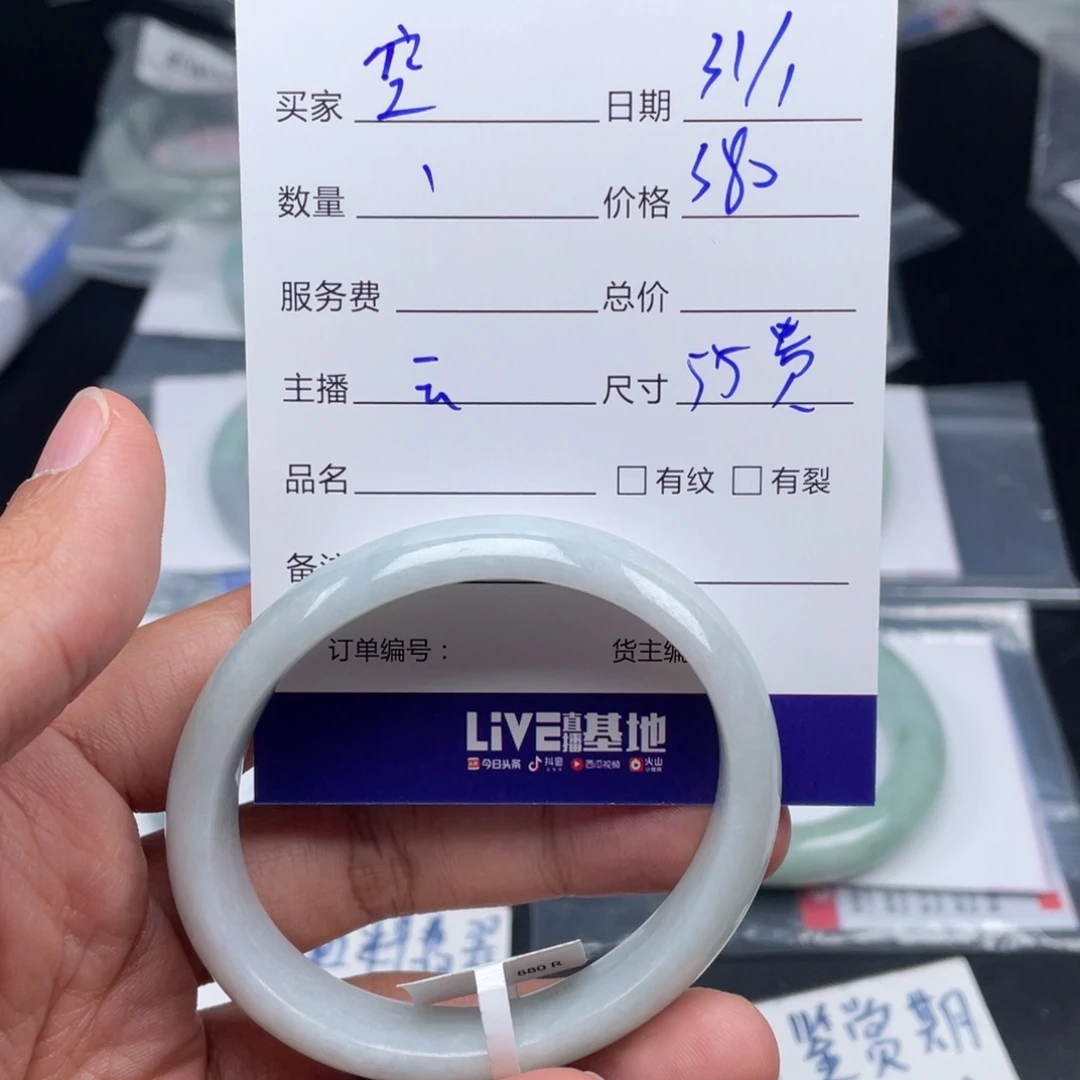 买家 空 日期 31/1
数量 1 价格 580
服务费 总价
主播 云 尺寸 55贵
品名 □有纹 □有裂
备注
订单编号： 货主编
LiVE直播基地
今日头条 抖音 西瓜视频 火山
680 R
鉴赏期